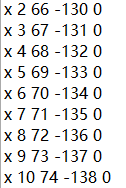 x 2 66 -130 0
x 3 67 -131 0
x 4 68 -132 0
x 5 69 -133 0
x 6 70 -134 0
x 7 71 -135 0
x 8 72 -136 0
x 9 73 -137 0
x 10 74 -138 0